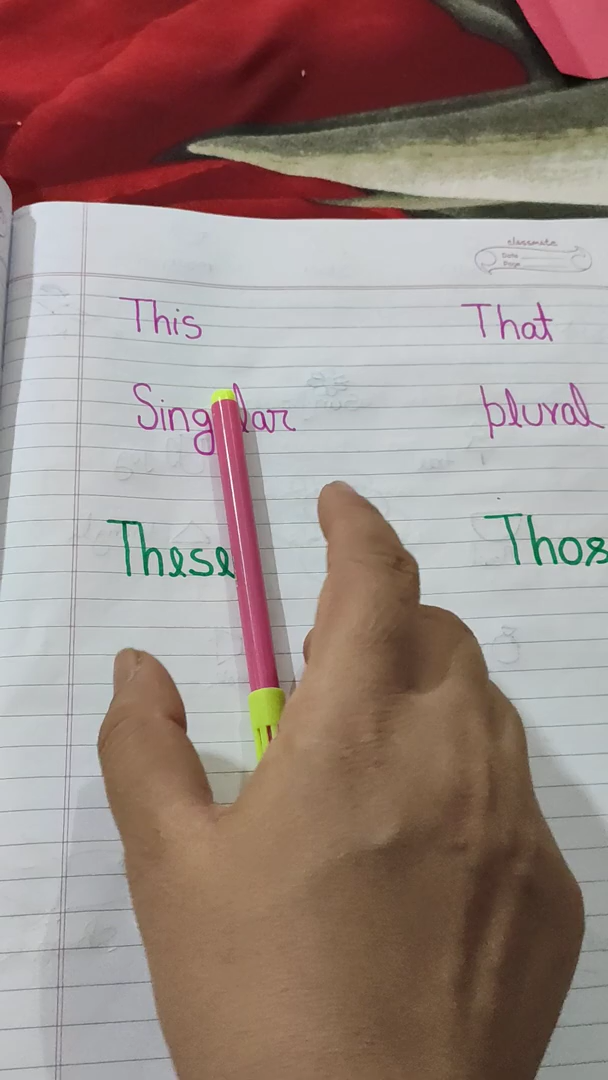 classmate
Date
Page
This That
Singular plural
These Thos